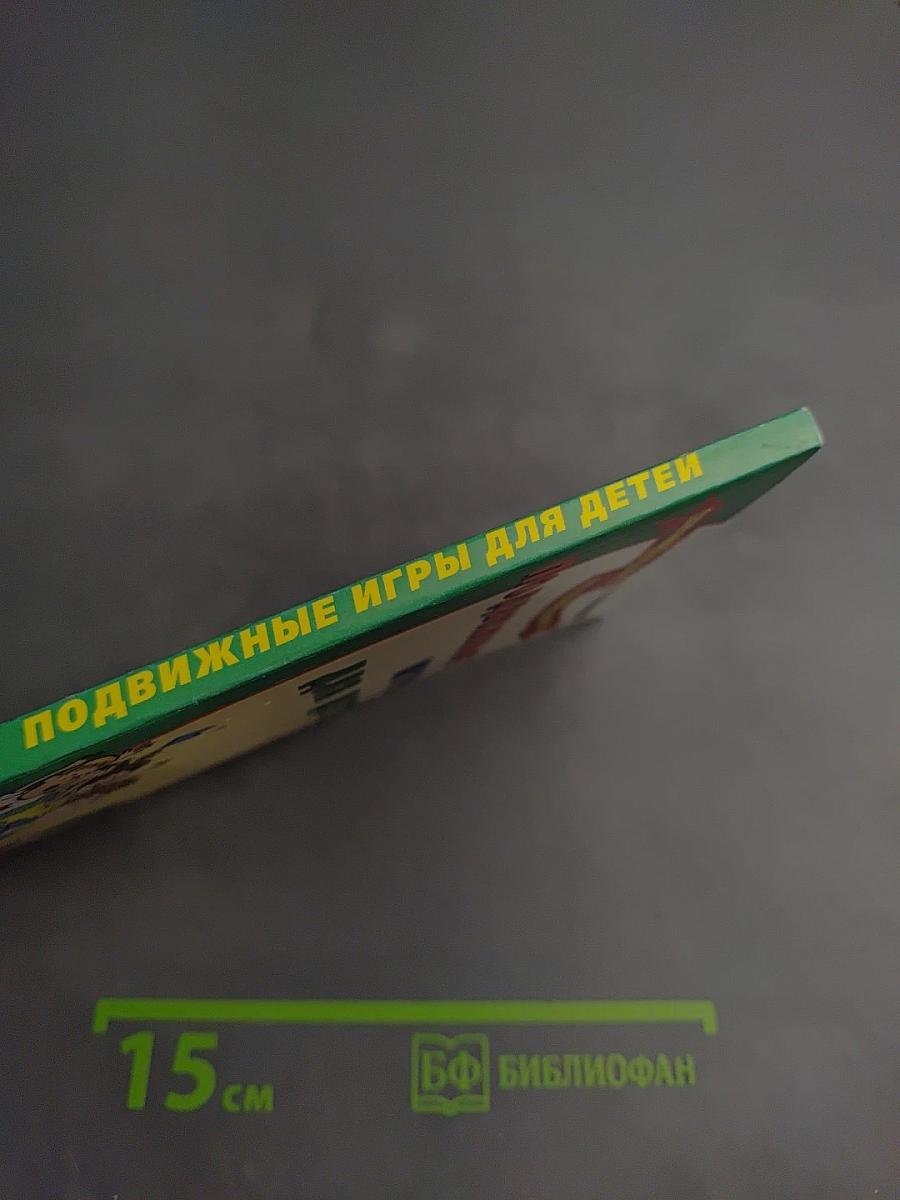 ПОДВИЖНЫЕ ИГРЫ ДЛЯ ДЕТЕЙ
15 см
БФ БИБЛИОФАН